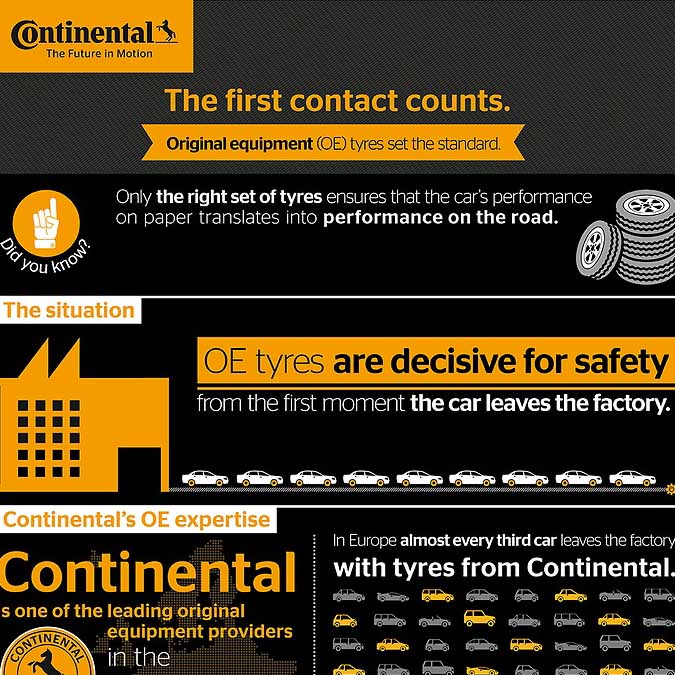 Continental
The Future in Motion
The first contact counts.
Original equipment (OE) tyres set the standard.
Did you know?
Only the right set of tyres ensures that the car's performance
on paper translates into performance on the road.
The situation
OE tyres are decisive for safety
from the first moment the car leaves the factory.
Continental's OE expertise
Continental
s one of the leading original
equipment providers
in the
CONTINENTAL
In Europe almost every third car leaves the factory
with tyres from Continental.